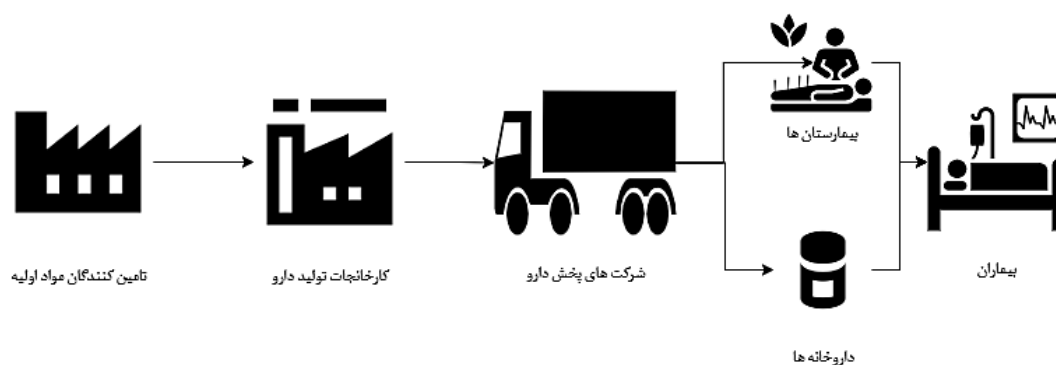 بیمارستان ها
تامین کنندگان مواد اولیه
کارخانجات تولید دارو
شرکت های پخش دارو
بیماران
داروخانه ها